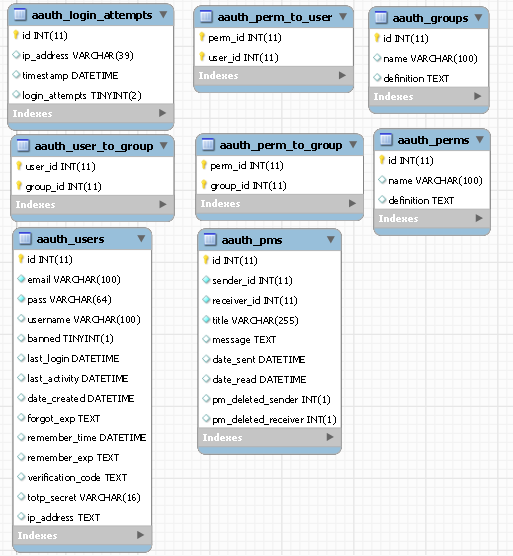 aauth_login_attempts
id INT(11)
ip_address VARCHAR(39)
timestamp DATETIME
login_attempts TINYINT(2)
Indexes
aauth_perm_to_user
perm_id INT(11)
user_id INT(11)
Indexes
aauth_groups
id INT(11)
name VARCHAR(100)
definition TEXT
Indexes
aauth_user_to_group
user_id INT(11)
group_id INT(11)
Indexes
aauth_perm_to_group
perm_id INT(11)
group_id INT(11)
Indexes
aauth_perms
id INT(11)
name VARCHAR(100)
definition TEXT
Indexes
aauth_users
id INT(11)
email VARCHAR(100)
pass VARCHAR(64)
username VARCHAR(100)
banned TINYINT(1)
last_login DATETIME
last_activity DATETIME
date_created DATETIME
forgot_exp TEXT
remember_time DATETIME
remember_exp TEXT
verification_code TEXT
totp_secret VARCHAR(16)
ip_address TEXT
Indexes
aauth_pms
id INT(11)
sender_id INT(11)
receiver_id INT(11)
title VARCHAR(255)
message TEXT
date_sent DATETIME
date_read DATETIME
pm_deleted_sender INT(1)
pm_deleted_receiver INT(1)
Indexes